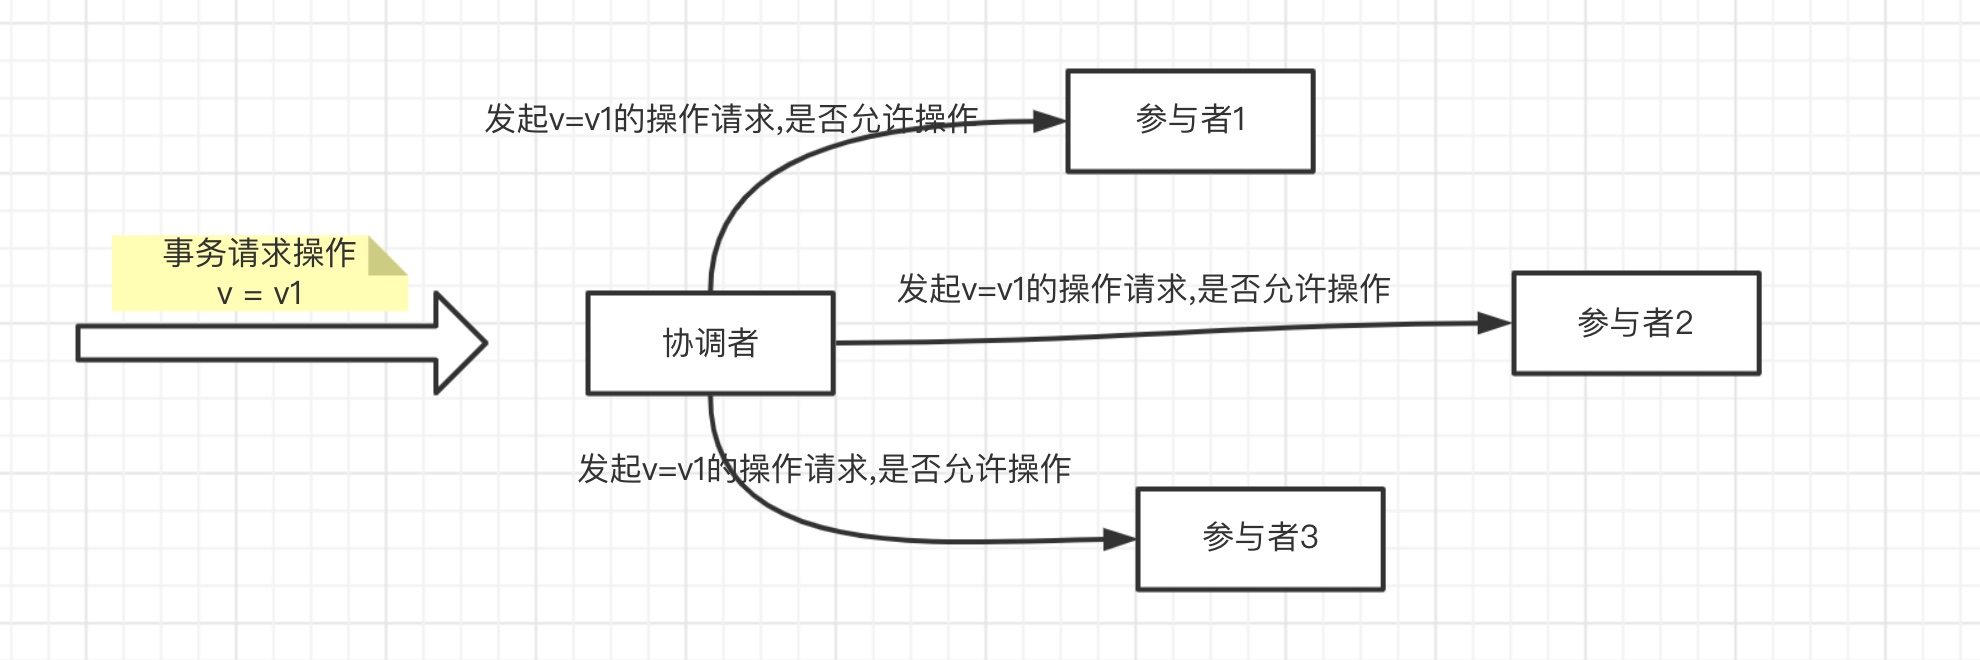 发起v=v1的操作请求,是否允许操作
参与者1
事务请求操作
v = v1
发起v=v1的操作请求,是否允许操作
参与者2
协调者
发起v=v1的操作请求,是否允许操作
参与者3